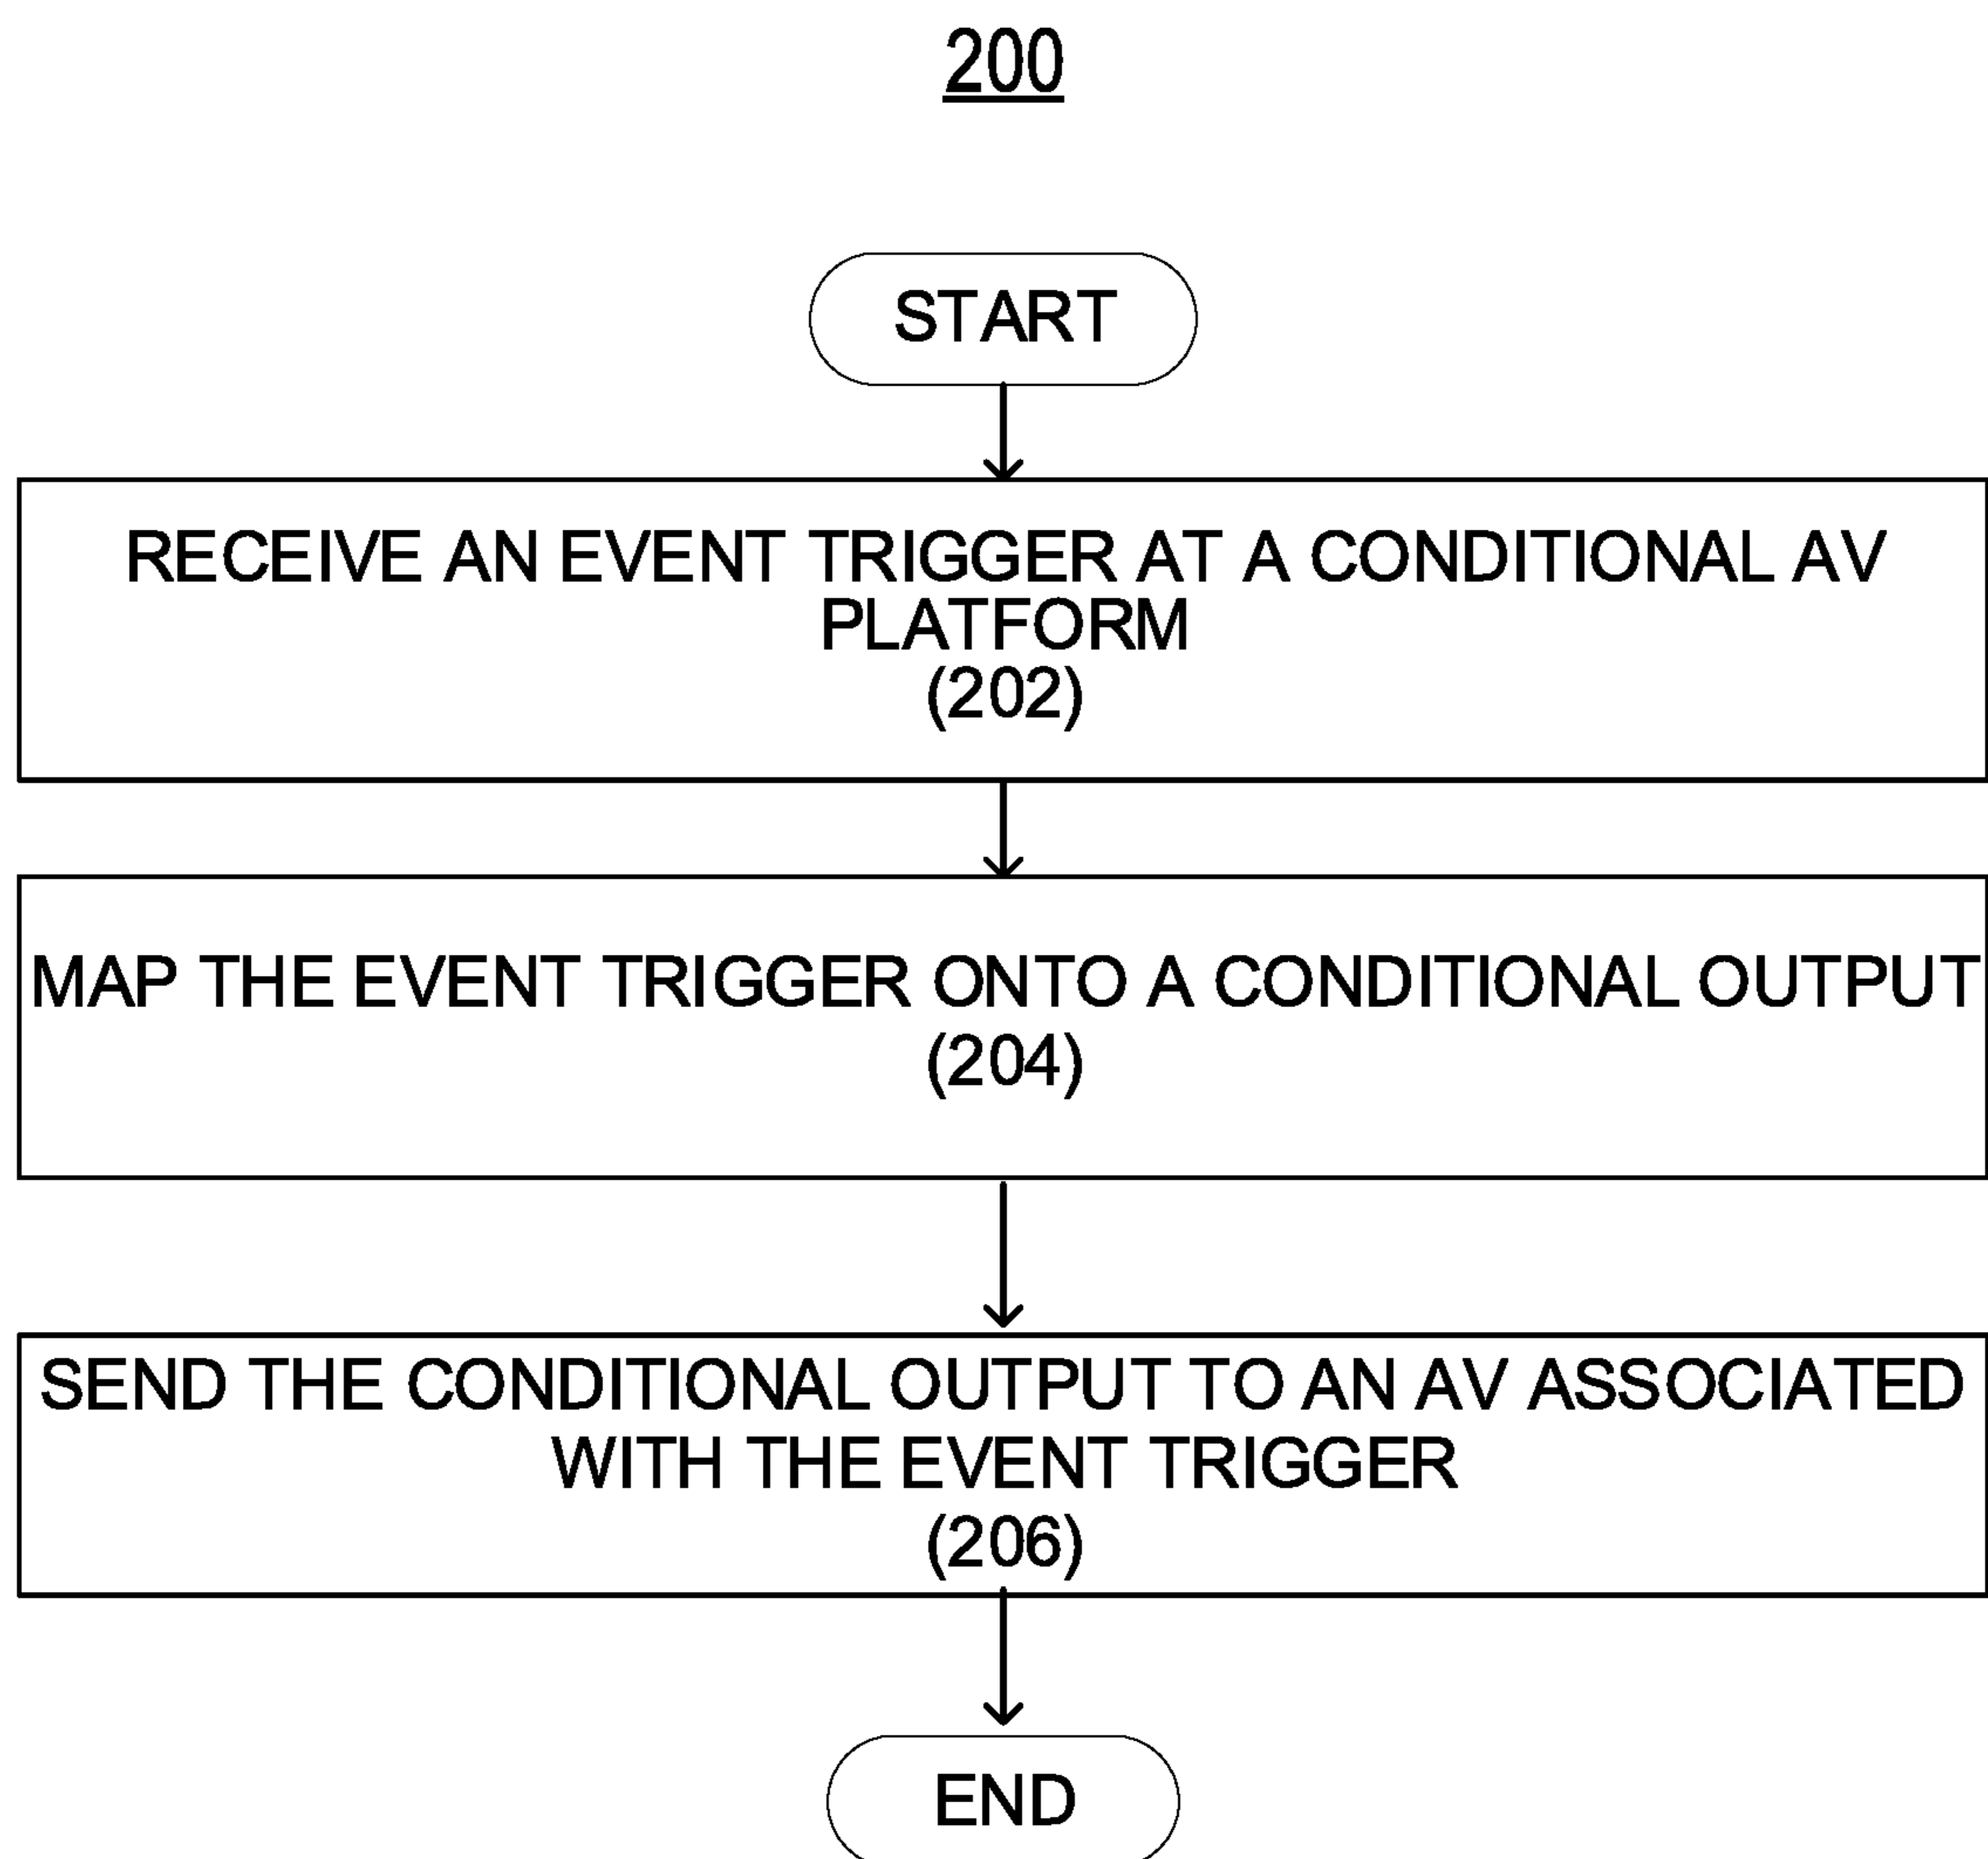 200
START
RECEIVE AN EVENT TRIGGER AT A CONDITIONAL AV
PLATFORM
(202)
MAP THE EVENT TRIGGER ONTO A CONDITIONAL OUTPUT
(204)
SEND THE CONDITIONAL OUTPUT TO AN AV ASSOCIATED
WITH THE EVENT TRIGGER
(206)
END